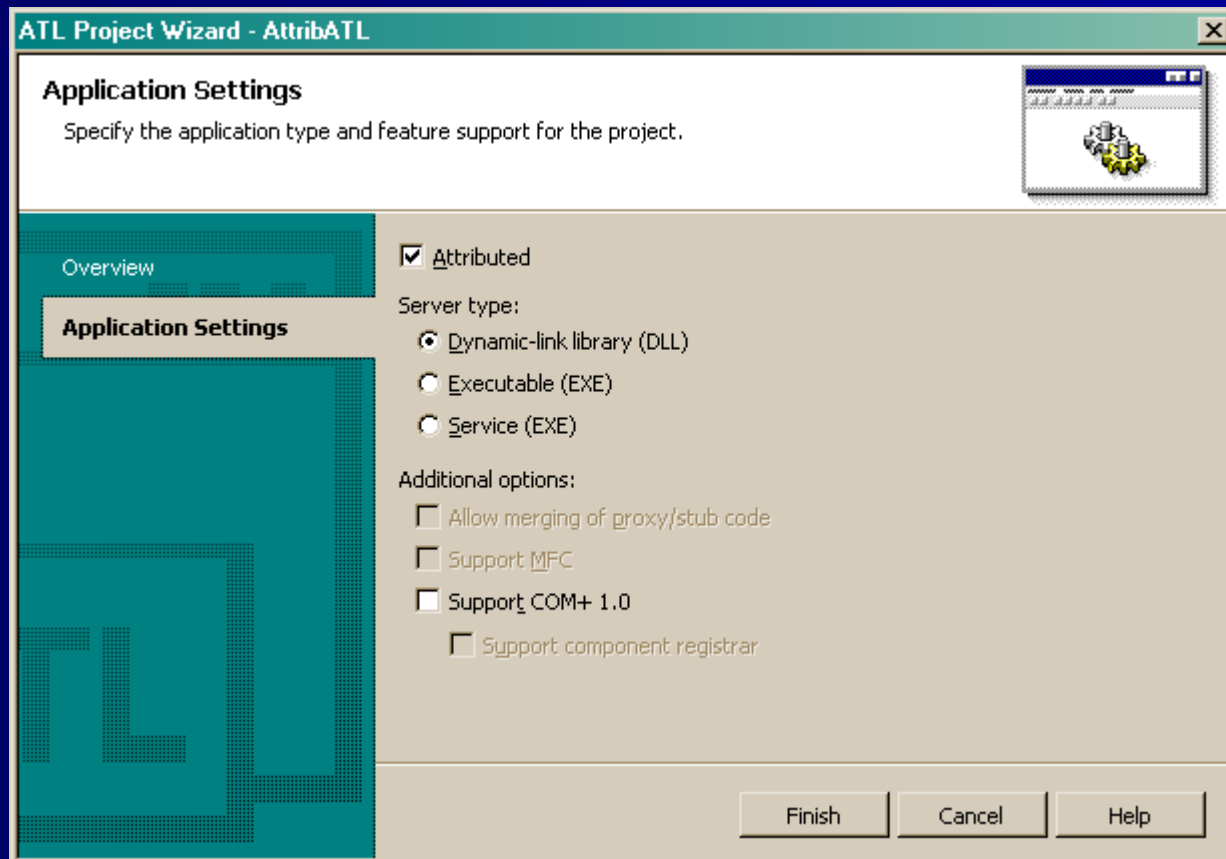 ATL Project Wizard - AttribATL
Application Settings
Specify the application type and feature support for the project.
Overview
Application Settings
Attributed
Server type:
Dynamic-link library (DLL)
Executable (EXE)
Service (EXE)
Additional options:
Allow merging of proxy/stub code
Support MFC
Support COM+ 1.0
Support component registrar
TL
Finish
Cancel
Help